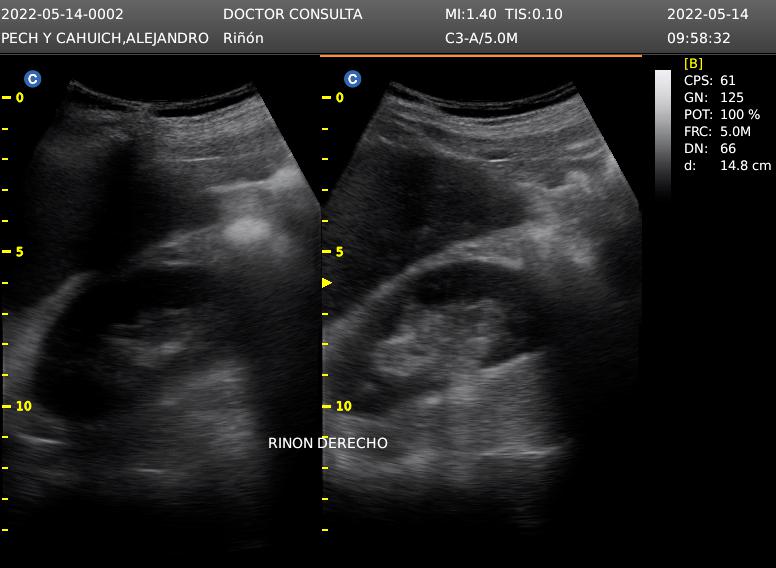 2022-05-14-0002 DOCTOR CONSULTA MI:1.40 TIS:0.10 2022-05-14
PECH Y CAHUICH,ALEJANDRO Riñón C3-A/5.0M 09:58:32
[B]
CPS: 61
GN: 125
POT: 100 %
FRC: 5.0M
DN: 66
d: 14.8 cm
C C
0 0
5 5
10 10
RINON DERECHO